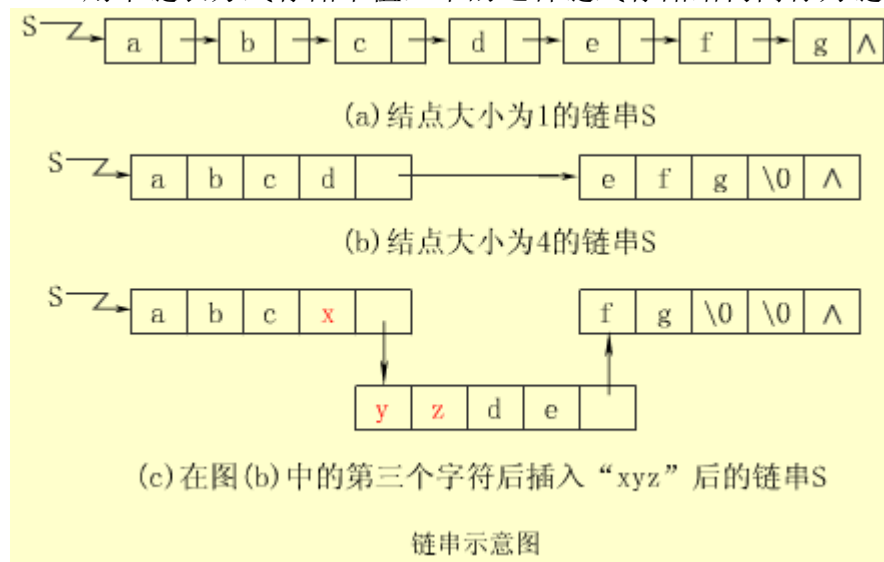 S a b c d e f g ∧
(a)结点大小为1的链串S
S a b c d e f g \0 ∧
(b)结点大小为4的链串S
S a b c x f g \0 \0 ∧
y z d e
(c)在图(b)中的第三个字符后插入“xyz”后的链串S
链串示意图